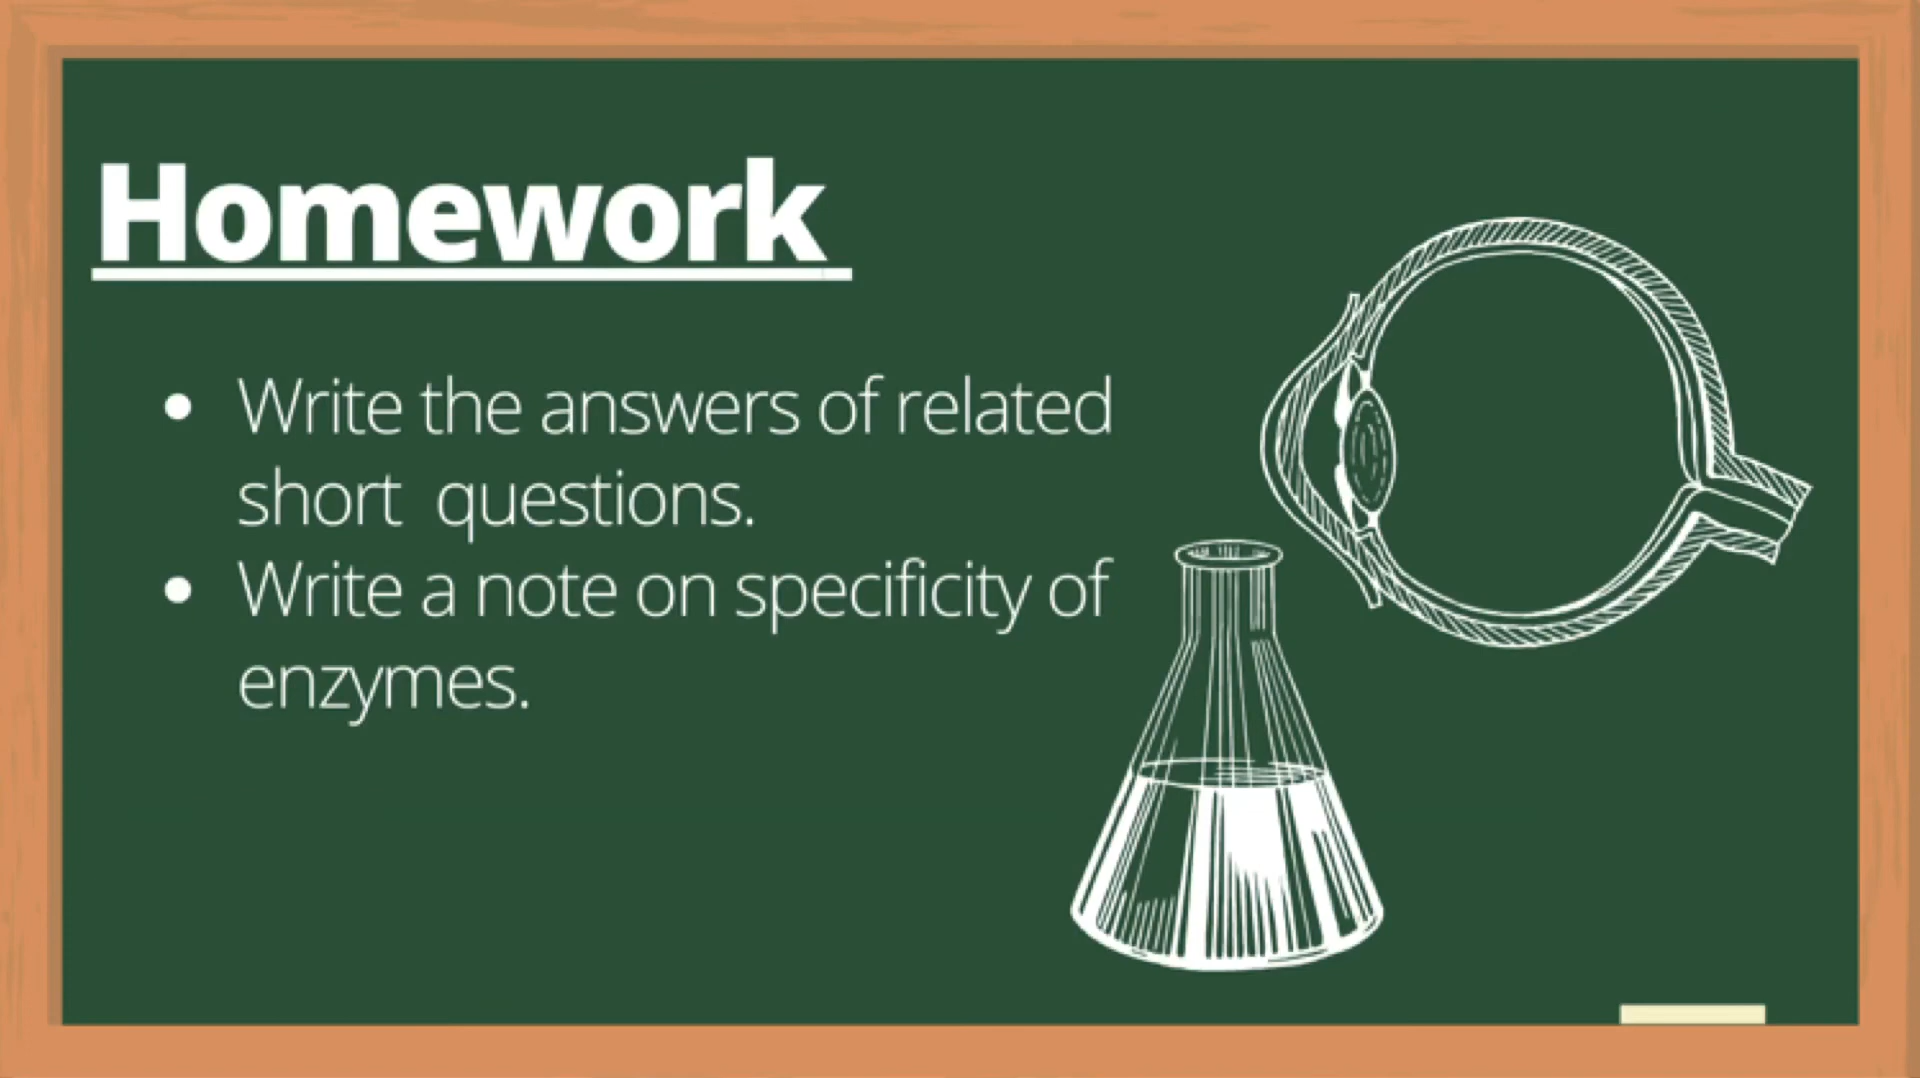 Homework
• Write the answers of related
short questions.
• Write a note on specificity of
enzymes.